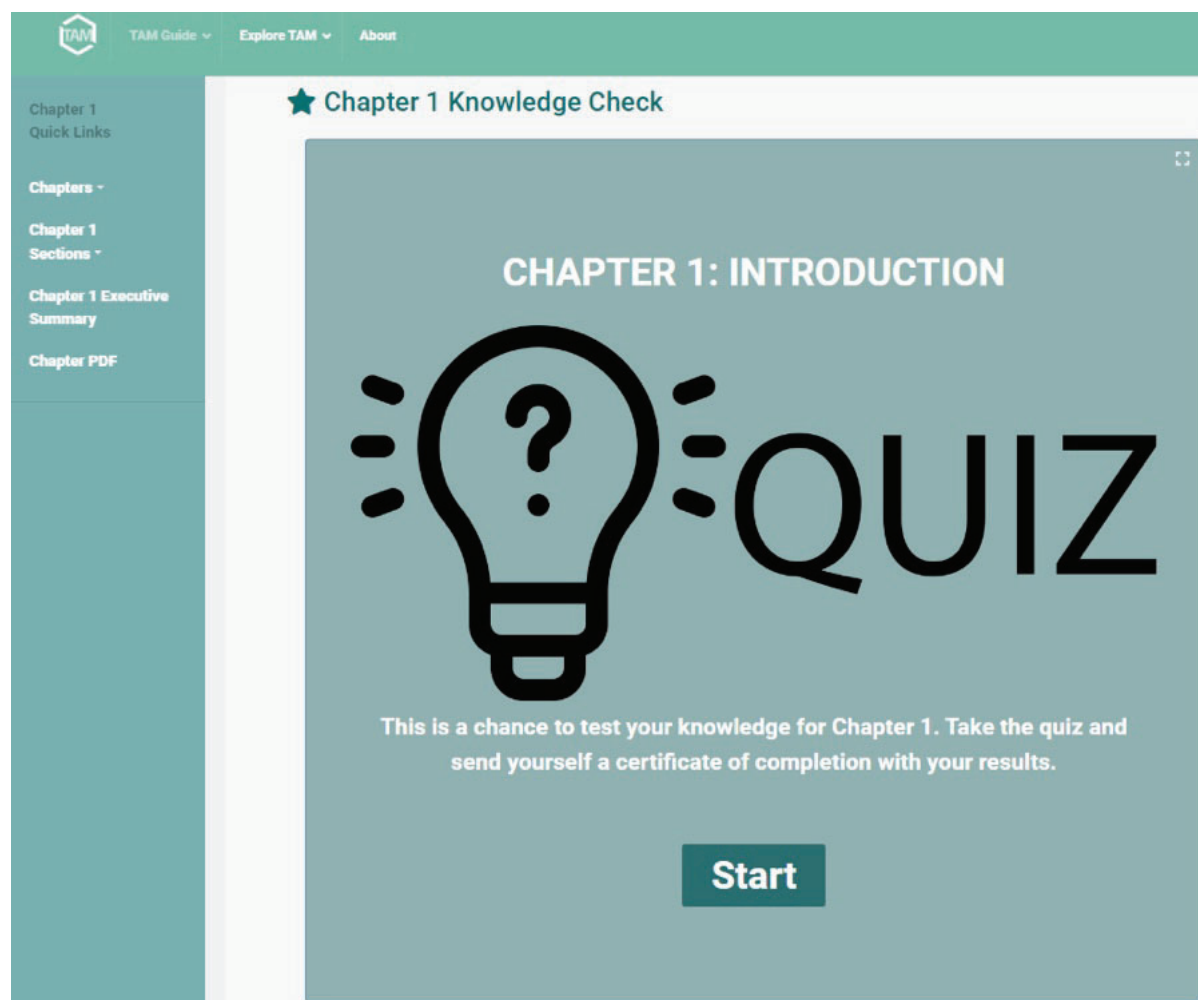 TAM
TAM Guide
Explore TAM
About
Chapter 1
Quick Links
Chapters
Chapter 1
Sections
Chapter 1 Executive
Summary
Chapter PDF
Chapter 1 Knowledge Check
CHAPTER 1: INTRODUCTION
?
QUIZ
This is a chance to test your knowledge for Chapter 1. Take the quiz and
send yourself a certificate of completion with your results.
Start